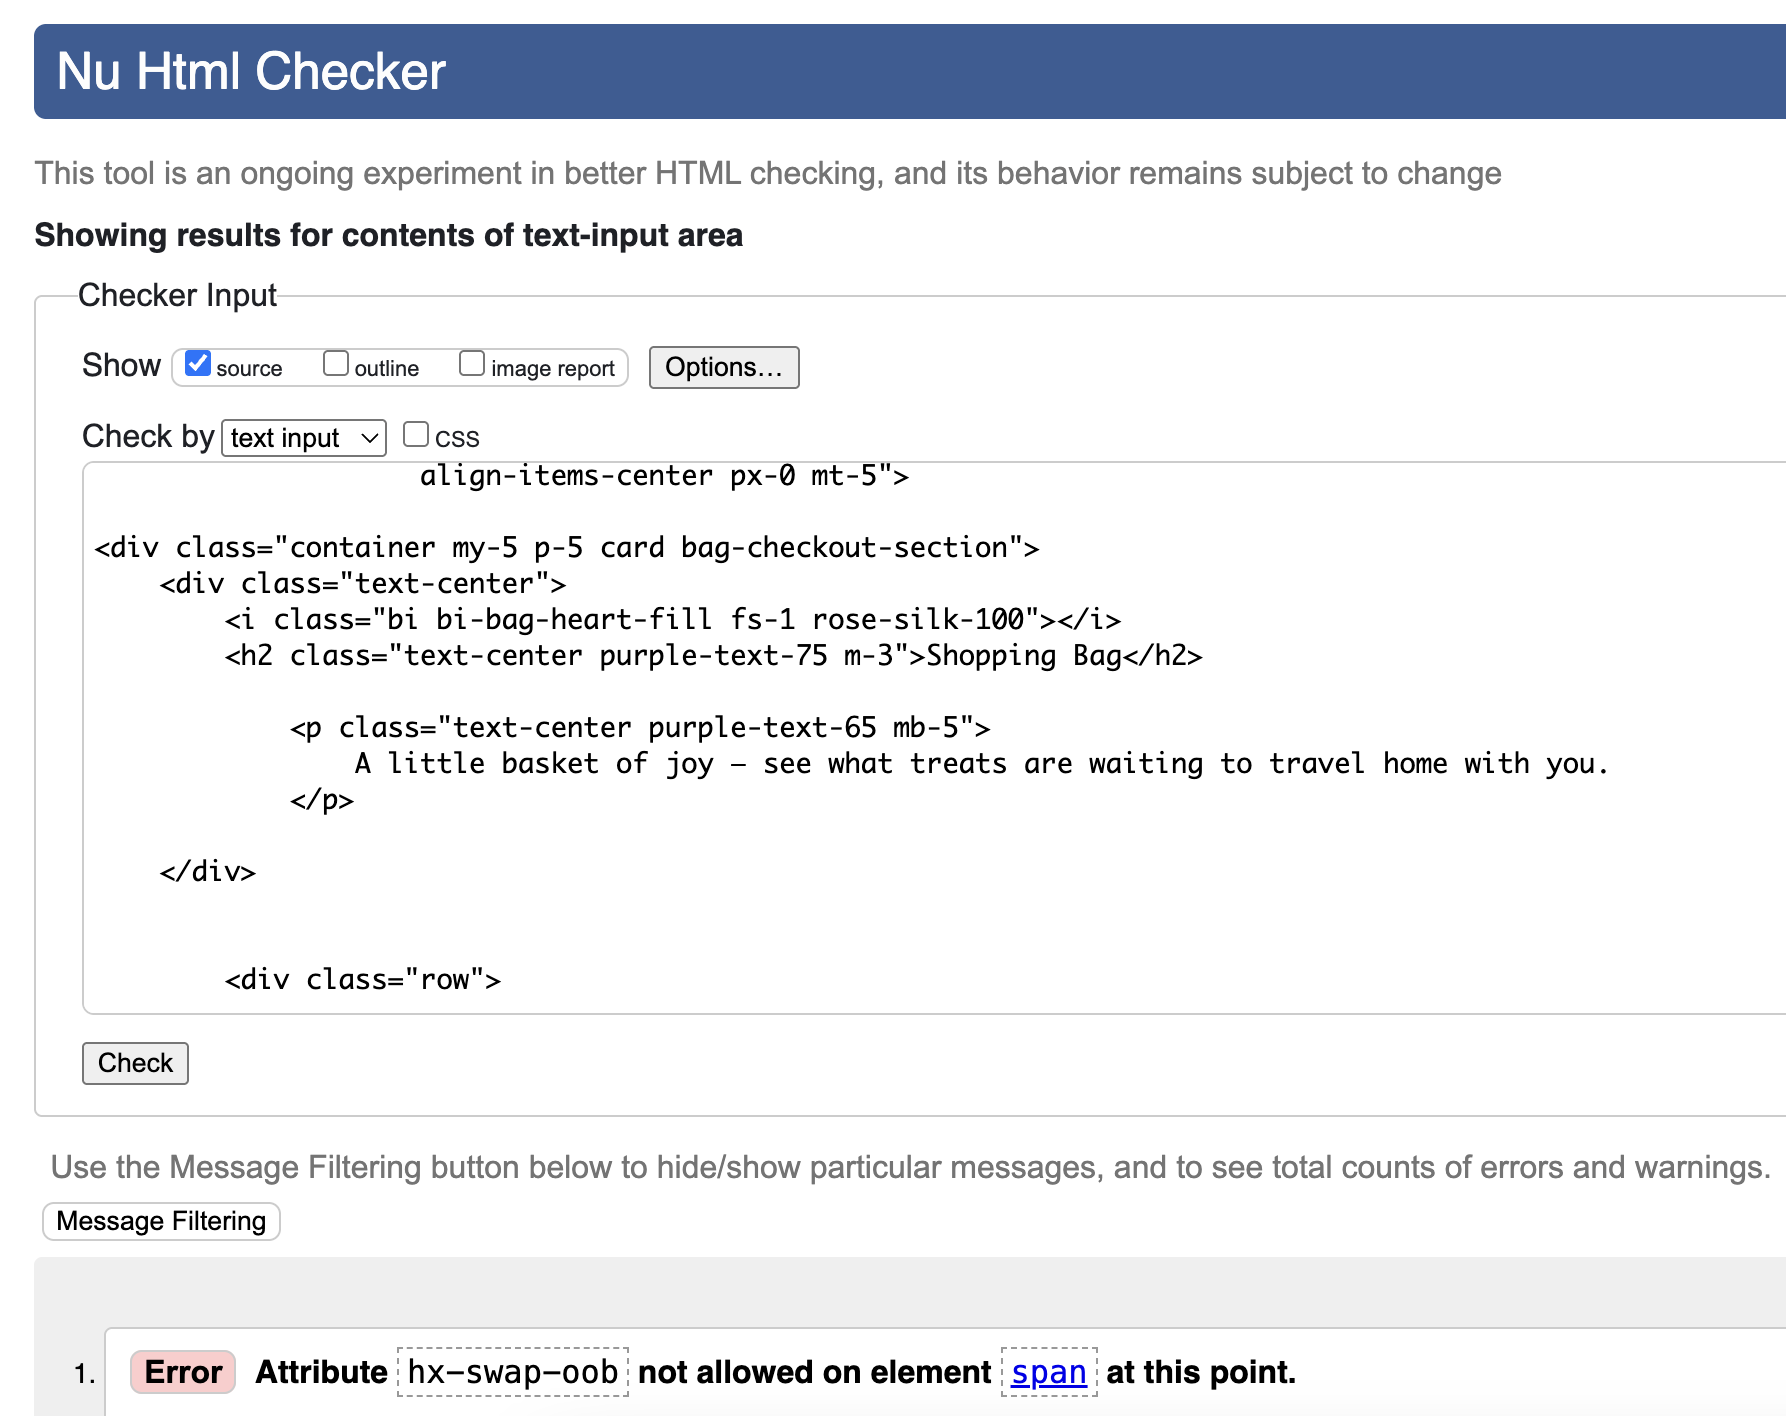 Nu Html Checker
This tool is an ongoing experiment in better HTML checking, and its behavior remains subject to change
Showing results for contents of text-input area
Checker Input
Show source outline image report Options...
Check by text input CSS
align-items-center px-0 mt-5">
<div class="container my-5 p-5 card bag-checkout-section">
<div class="text-center">
<i class="bi bi-bag-heart-fill fs-1 rose-silk-100"></i>
<h2 class="text-center purple-text-75 m-3">Shopping Bag</h2>
<p class="text-center purple-text-65 mb-5">
A little basket of joy — see what treats are waiting to travel home with you.
</p>
</div>
<div class="row">
Check
Use the Message Filtering button below to hide/show particular messages, and to see total counts of errors and warnings.
Message Filtering
1. Error Attribute hx-swap-oob not allowed on element span at this point.